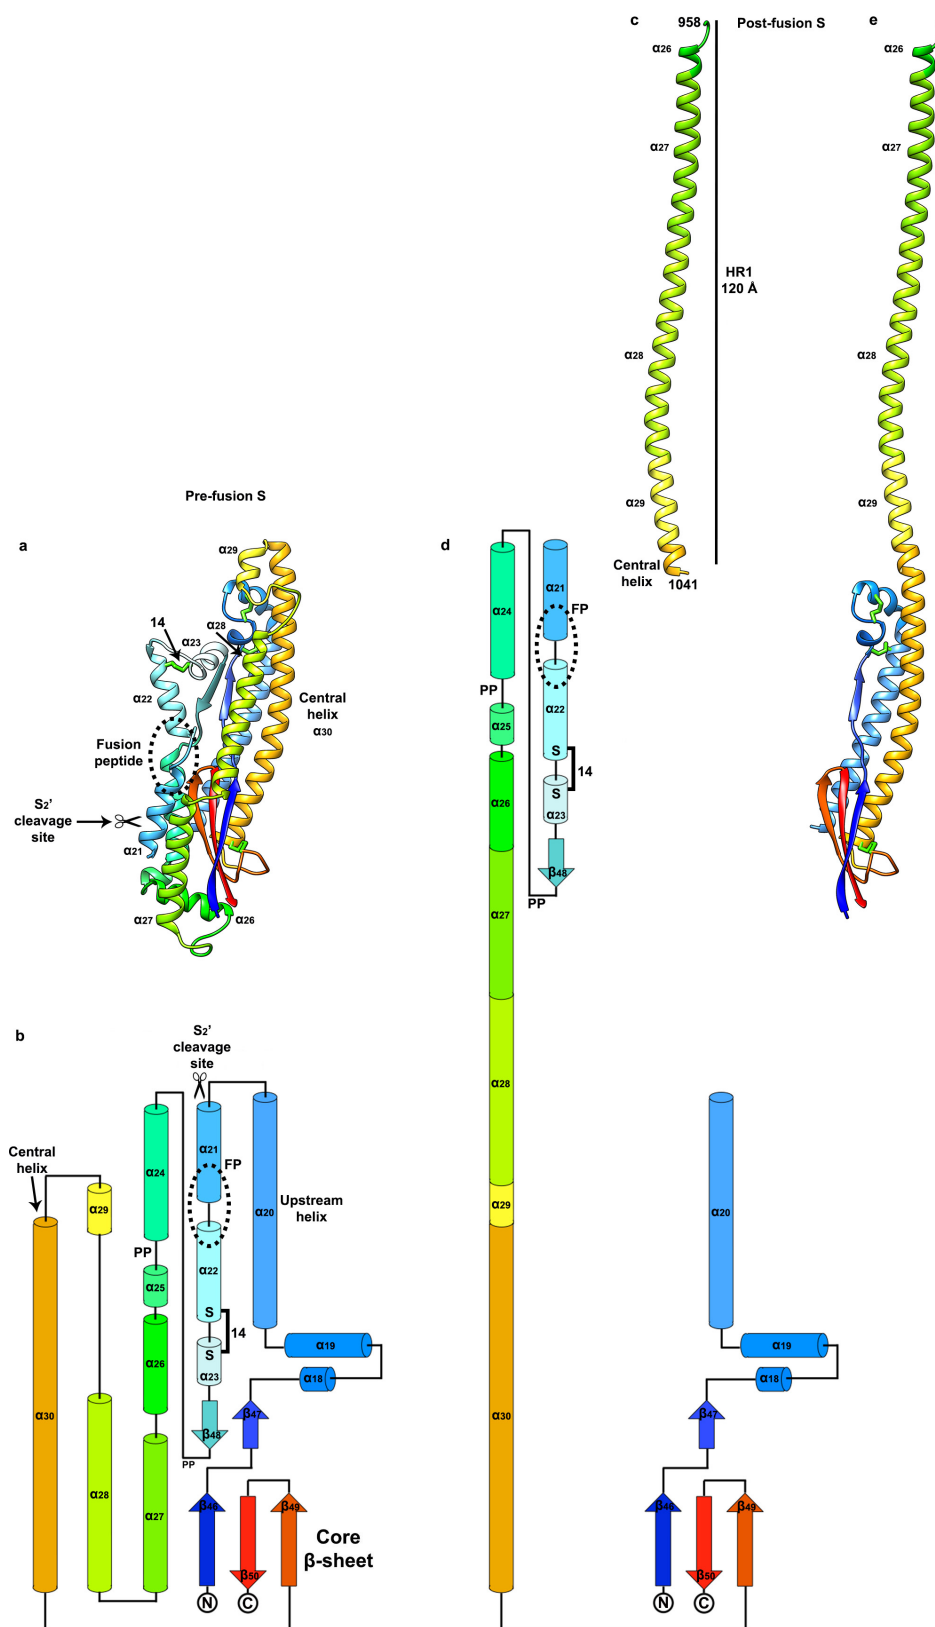 c
958
Post-fusion S
e
α26
α27
HR1
120 Å
α28
α29
Central
helix
1041
α26
α27
α28
α29
Pre-fusion S
a
α29
14
α23
α28
α22
Central
helix
α30
Fusion
peptide
S2'
cleavage
site
α21
α27
α26
d
α24
α21
FP
PP
α22
α25
S
14
S
α26
α23
β48
PP
α27
α28
α29
α30
b
S2'
cleavage
site
Central
helix
α24
α21
FP
α29
α20
Upstream
helix
PP
α22
α25
S
14
S
α26
α23
α19
α18
α30
β47
β48
PP
α28
α27
β46
β49
Core
β-sheet
β50
N
C
α20
α19
α18
β47
β46
β49
β50
N
C